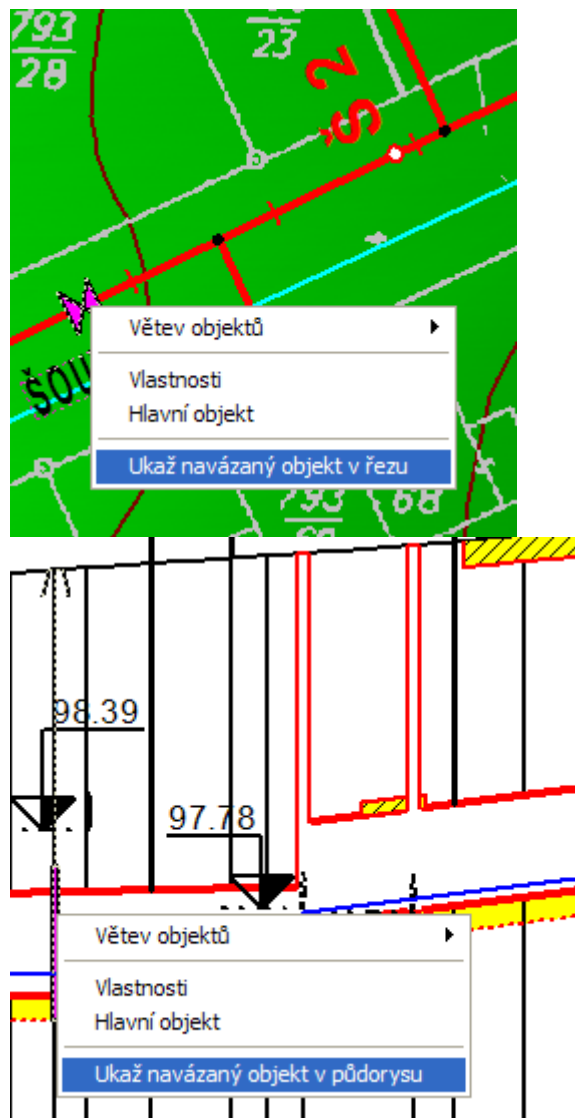 793
28
23
Š 2
ŠOU
Větev objektů
Vlastnosti
Hlavní objekt
Ukaž navázaný objekt v řezu
793
68
98.39
97.78
Větev objektů
Vlastnosti
Hlavní objekt
Ukaž navázaný objekt v půdorysu